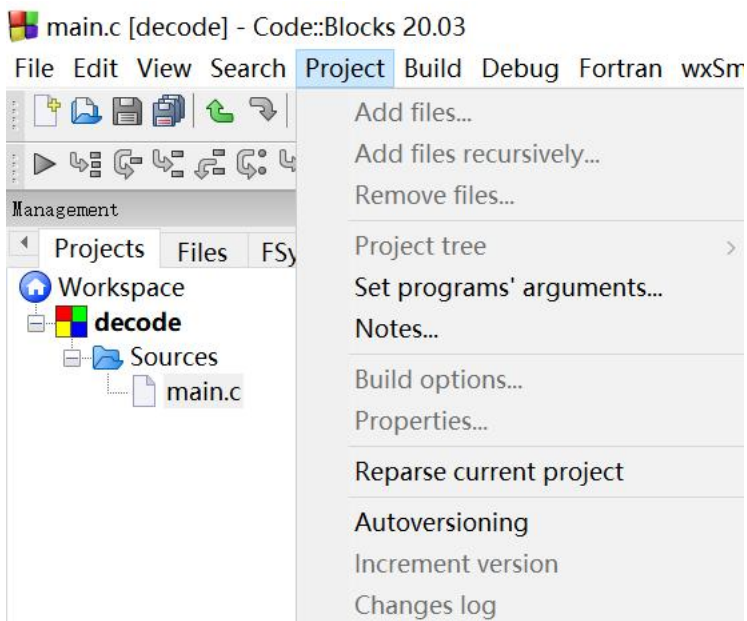 main.c [decode] - Code::Blocks 20.03
File Edit View Search Project Build Debug Fortran wxSm
Add files...
Add files recursively...
Remove files...
Management
Projects Files FSy
Project tree
Workspace
Set programs' arguments...
decode
Notes...
Sources
Build options...
main.c
Properties...
Reparse current project
Autoversioning
Increment version
Changes log